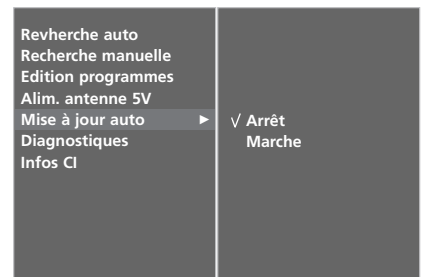 Revherche auto
Recherche manuelle
Edition programmes
Alim. antenne 5V
Mise à jour auto ►
Diagnostiques
Infos CI
√ Arrêt
Marche